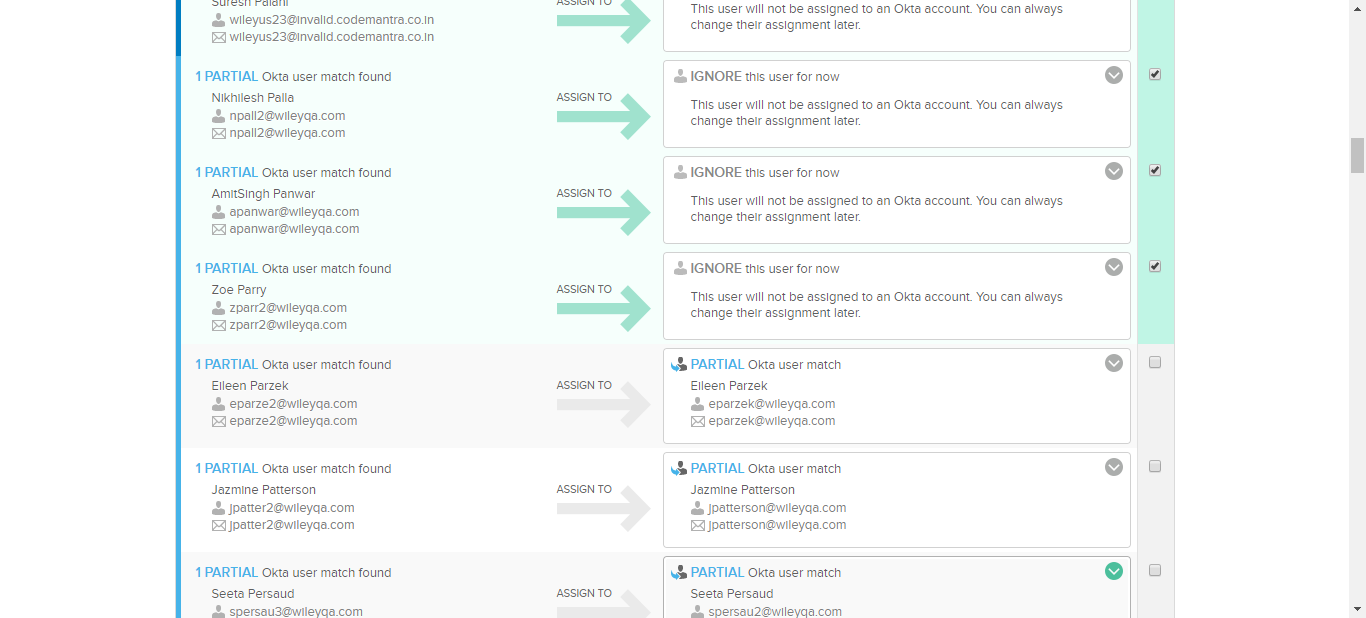 Suresh Palani
wileyus23@invalid.codemantra.co.in
wileyus23@invalid.codemantra.co.in
ASSIGN TO
This user will not be assigned to an Okta account. You can always
change their assignment later.
1 PARTIAL Okta user match found
Nikhilesh Palla
npall2@wileyqa.com
npall2@wileyqa.com
ASSIGN TO
IGNORE this user for now
This user will not be assigned to an Okta account. You can always
change their assignment later.
1 PARTIAL Okta user match found
AmitSingh Panwar
apanwar@wileyqa.com
apanwar@wileyqa.com
ASSIGN TO
IGNORE this user for now
This user will not be assigned to an Okta account. You can always
change their assignment later.
1 PARTIAL Okta user match found
Zoe Parry
zparr2@wileyqa.com
zparr2@wileyqa.com
ASSIGN TO
IGNORE this user for now
This user will not be assigned to an Okta account. You can always
change their assignment later.
1 PARTIAL Okta user match found
Eileen Parzek
eparze2@wileyqa.com
eparze2@wileyqa.com
ASSIGN TO
PARTIAL Okta user match
Eileen Parzek
eparzek@wileyqa.com
eparzek@wileyqa.com
1 PARTIAL Okta user match found
Jazmine Patterson
jpatter2@wileyqa.com
jpatter2@wileyqa.com
ASSIGN TO
PARTIAL Okta user match
Jazmine Patterson
jpatterson@wileyqa.com
jpatterson@wileyqa.com
1 PARTIAL Okta user match found
Seeta Persaud
spersau3@wileyqa.com
ASSIGN TO
PARTIAL Okta user match
Seeta Persaud
spersau2@wileyqa.com